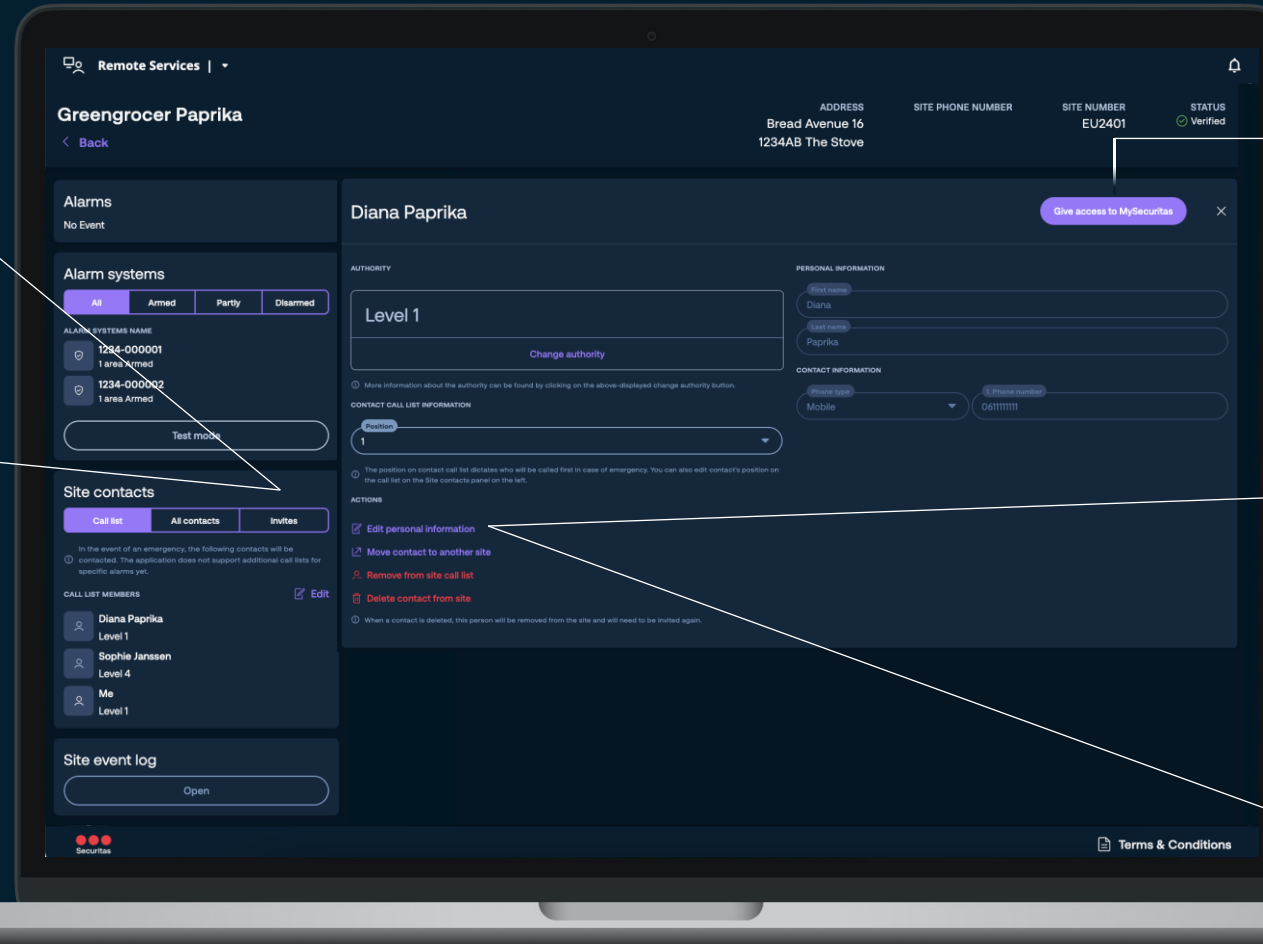 Remote Services |
Greengrocer Paprika
Back
ADDRESS
Bread Avenue 16
1234AB The Stove
SITE PHONE NUMBER
SITE NUMBER
EU2401
STATUS
Verified
Alarms
No Event
Alarm systems
All Armed Partly Disarmed
ALARM SYSTEMS NAME
1234-000001
1 area Armed
1234-000002
1 area Armed
Test mode
Site contacts
Call list All contacts Invites
In the event of an emergency, the following contacts will be
contacted. The application does not support additional call lists for
specific alarms yet.
CALL LIST MEMBERS Edit
Diana Paprika
Level 1
Sophie Janssen
Level 4
Me
Level 1
Site event log
Open
Diana Paprika
Give access to MySecuritas
AUTHORITY
Level 1
Change authority
More information about the authority can be found by clicking on the above-displayed change authority button.
CONTACT CALL LIST INFORMATION
Position
1
The position on contact call list dictates who will be called first in case of emergency. You can also edit contact's position on
the call list on the Site contacts panel on the left.
ACTIONS
Edit personal information
Move contact to another site
Remove from site call list
Delete contact from site
When a contact is deleted, this person will be removed from the site and will need to be invited again.
PERSONAL INFORMATION
First name
Diana
Last name
Paprika
CONTACT INFORMATION
Phone type
Mobile
1. Phone number
0611111111
Securitas
Terms & Conditions